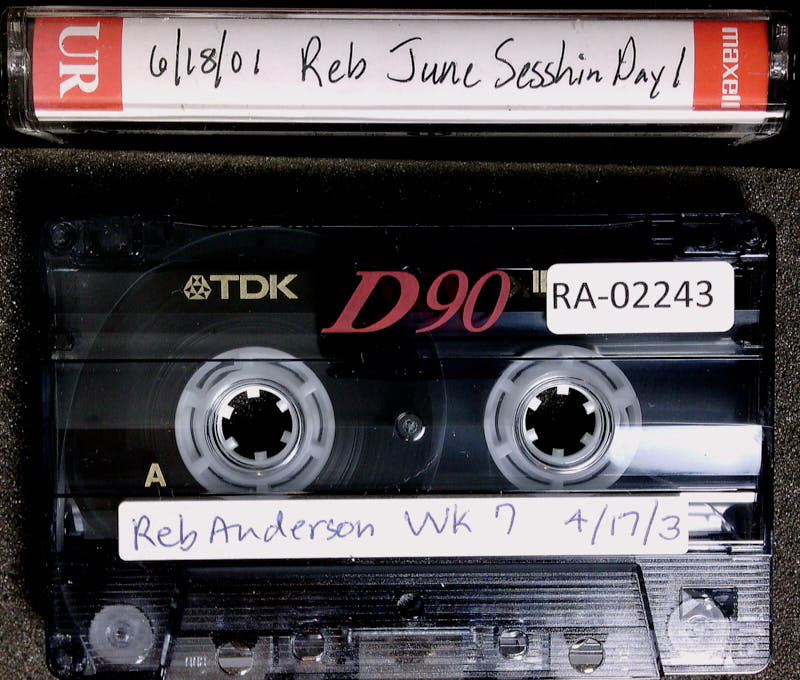 UR 6/18/01 Reb June Sesshin Day 1 maxell
TDK D90 RA-02243
A
Reb Anderson Wk 7 4/17/3